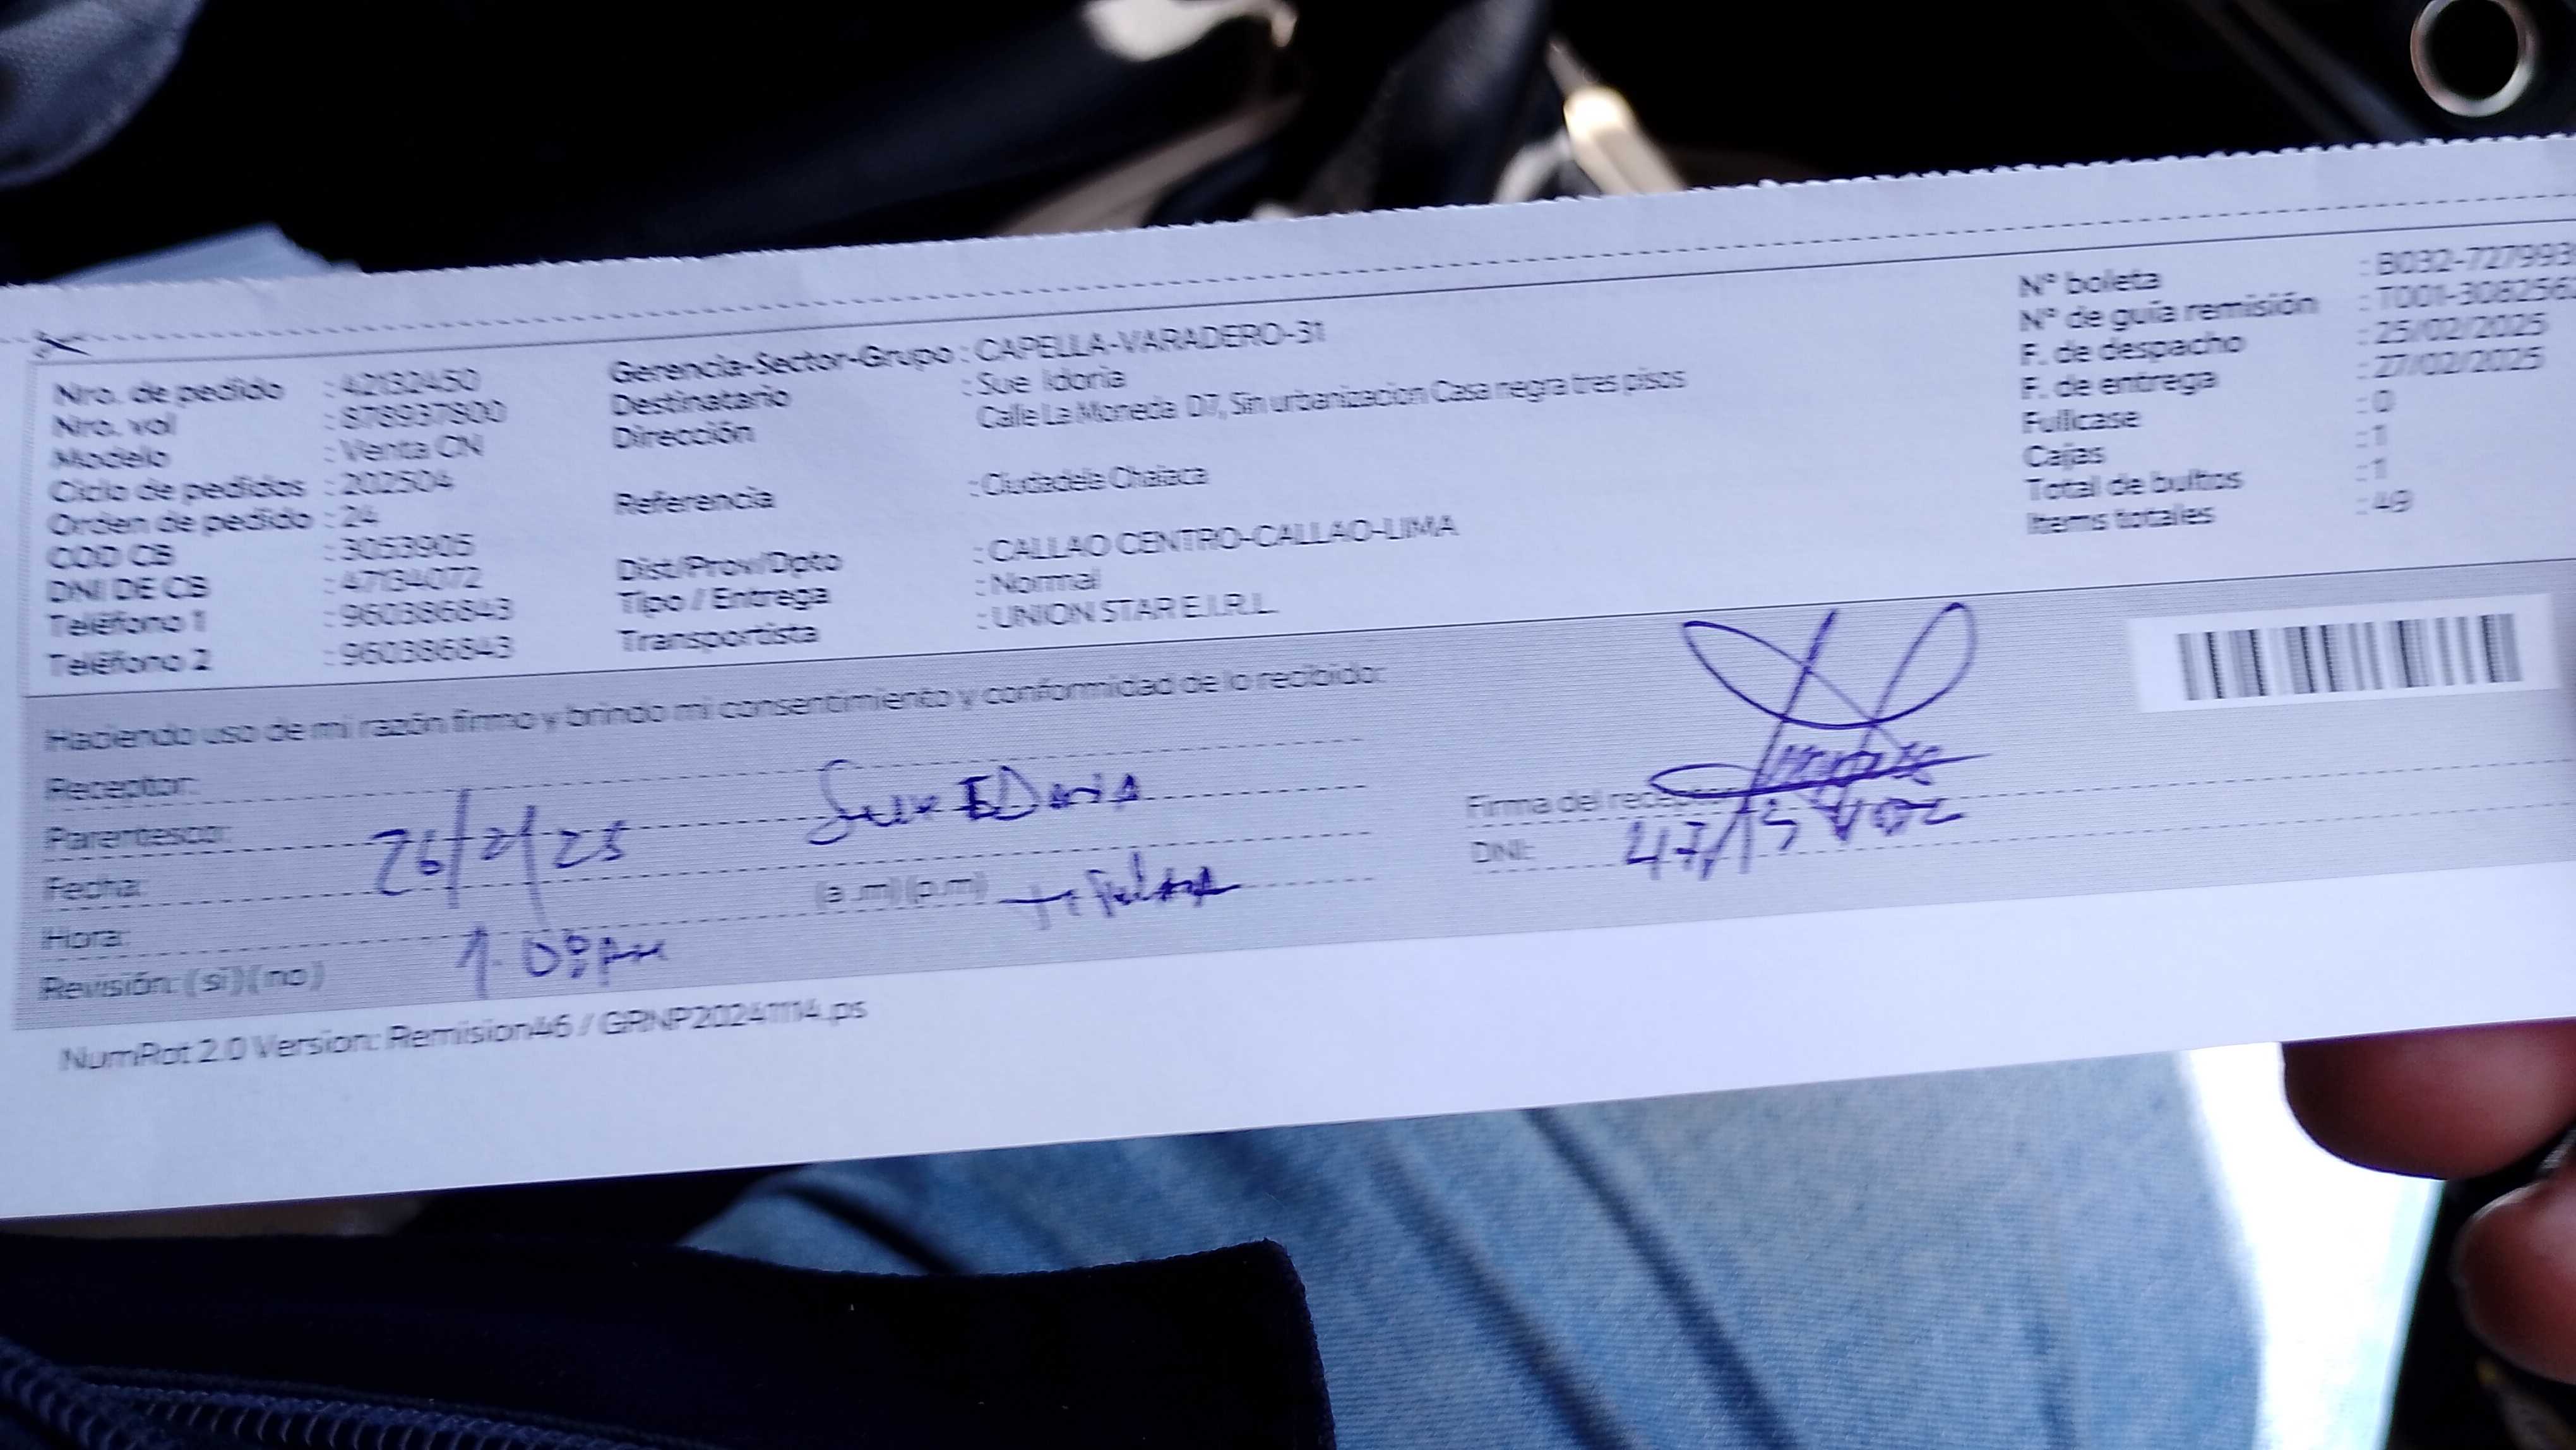 Nro. de pedido : 42132450
Nro. vol : 878937800
Modelo : Venta CN
Ciclo de pedidos : 202504
Orden de pedido : 24
COD CB : 3053905
DNI DE CB : 47134072
Teléfono 1 : 960386843
Teléfono 2 : 960386843
Gerencia-Sector-Grupo : CAPELLA-VARADERO-31
Destinatario : Sue Idoria
Dirección Calle La Moneda D7, Sin urbanizacion Casa negra tres pisos
Referencia : Ciudadela Chalaca
Dist/Prov/Dpto : CALLAO CENTRO-CALLAO-LIMA
Tipo / Entrega : Normal
Transportista : UNION STAR E.I.R.L.
N° boleta : B032-727993
N° de guía remisión : T001-308256
F. de despacho : 25/02/2025
F. de entrega : 27/02/2025
Fullcase : 0
Cajas : 1
Total de bultos : 1
Items totales : 49
Haciendo uso de mi razón firmo y brindo mi consentimiento y conformidad de lo recibido:
Receptor:
Parentesco: Sue IDoria
Fecha: 26/2/25
Hora: (a .m) (p.m) titular
Revisión: (si) (no) 1.08pm
Firma del receptor
DNI: 47134072
NumRot 2.0 Version: Remision46 / GRNP20241114.ps